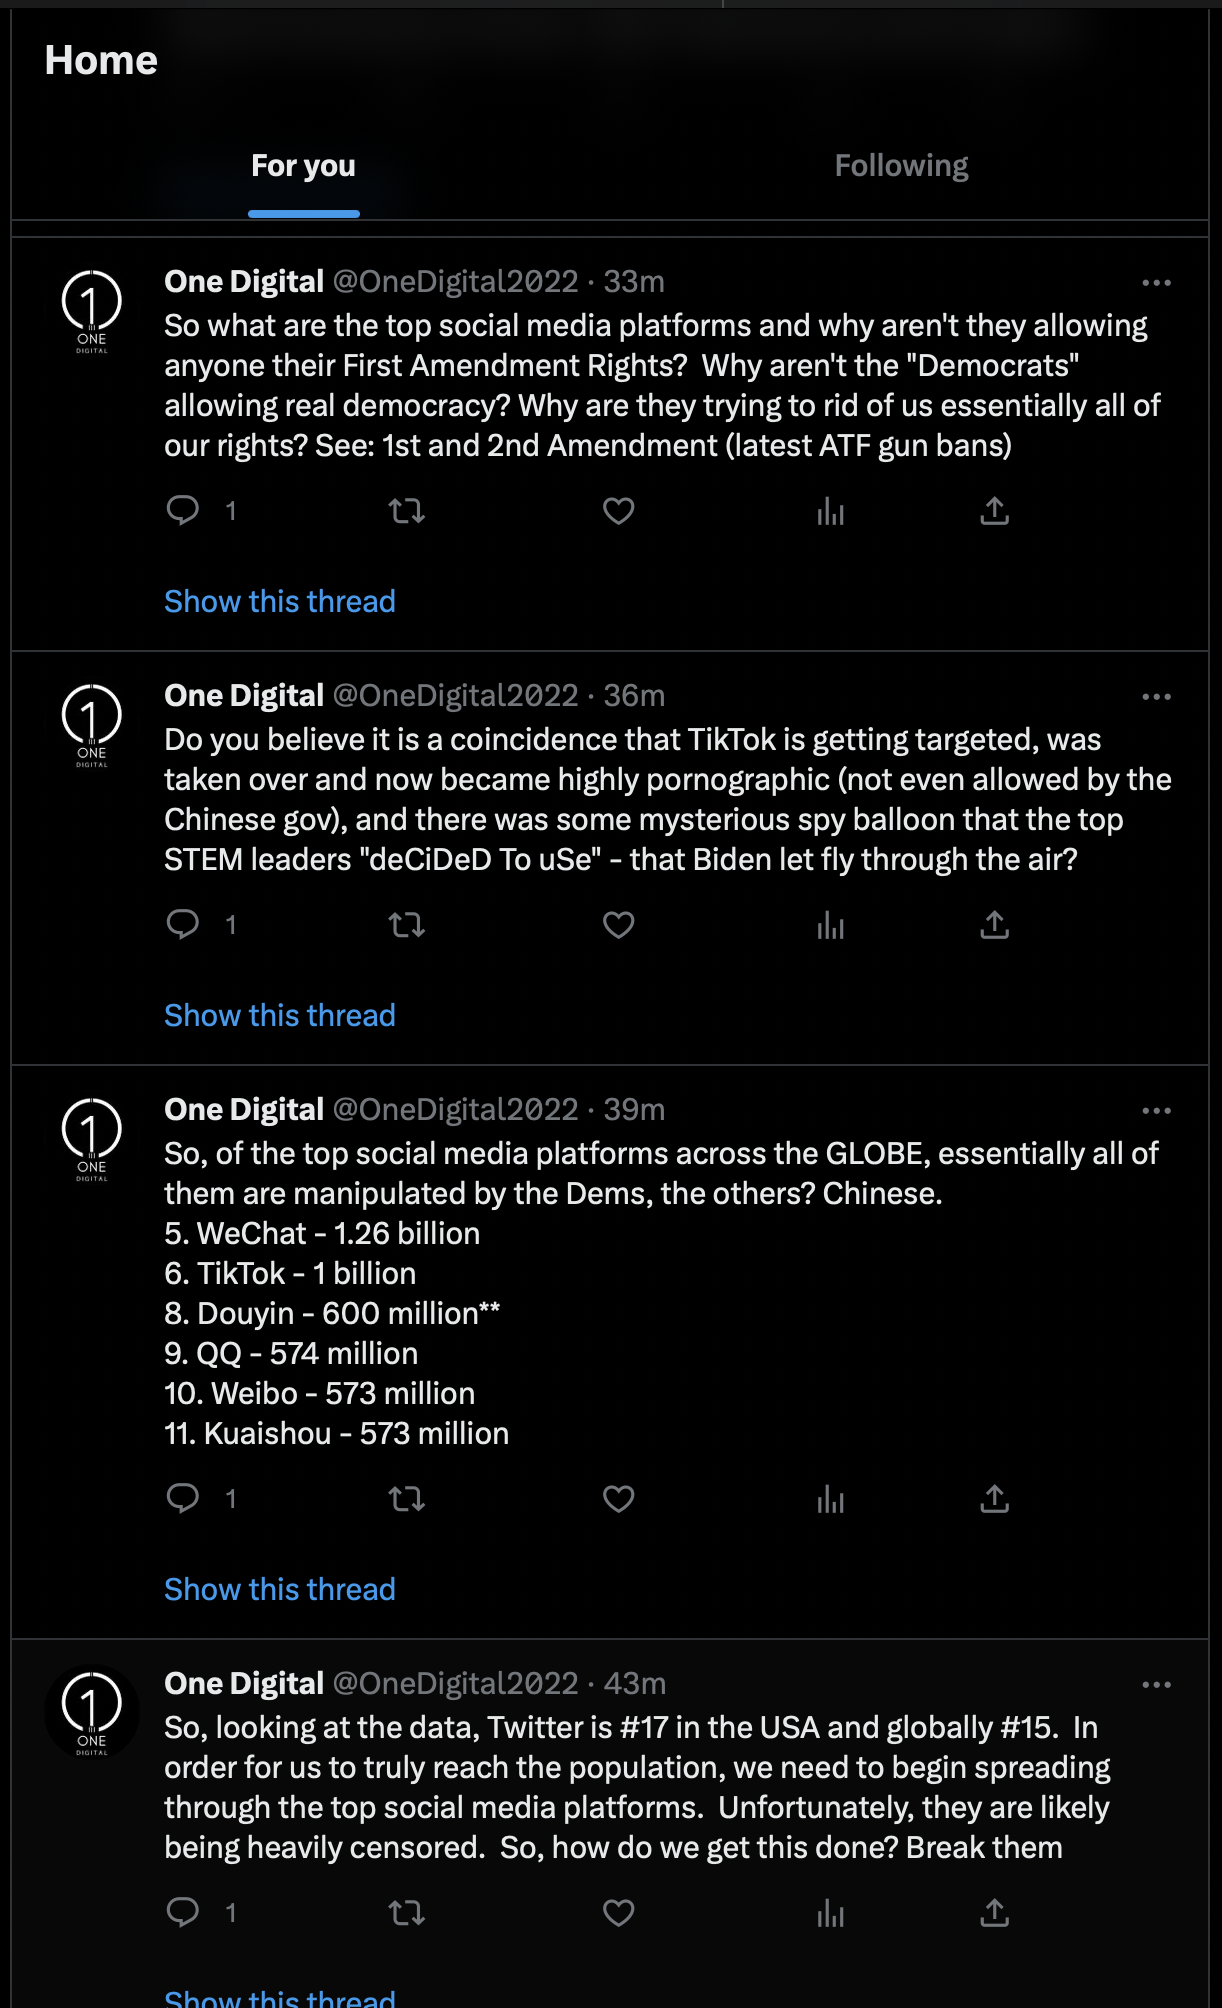 Home
For you
Following
One Digital @OneDigital2022 · 33m
So what are the top social media platforms and why aren't they allowing
anyone their First Amendment Rights?  Why aren't the "Democrats"
allowing real democracy? Why are they trying to rid of us essentially all of
our rights? See: 1st and 2nd Amendment (latest ATF gun bans)
1
ONE
DIGITAL
1
Show this thread
One Digital @OneDigital2022 · 36m
Do you believe it is a coincidence that TikTok is getting targeted, was
taken over and now became highly pornographic (not even allowed by the
Chinese gov), and there was some mysterious spy balloon that the top
STEM leaders "deCiDeD To uSe" - that Biden let fly through the air?
1
ONE
DIGITAL
1
Show this thread
One Digital @OneDigital2022 · 39m
So, of the top social media platforms across the GLOBE, essentially all of
them are manipulated by the Dems, the others? Chinese.
5. WeChat - 1.26 billion
6. TikTok - 1 billion
8. Douyin - 600 million**
9. QQ - 574 million
10. Weibo - 573 million
11. Kuaishou - 573 million
1
ONE
DIGITAL
1
Show this thread
One Digital @OneDigital2022 · 43m
So, looking at the data, Twitter is #17 in the USA and globally #15.  In
order for us to truly reach the population, we need to begin spreading
through the top social media platforms.  Unfortunately, they are likely
being heavily censored.  So, how do we get this done? Break them
1
ONE
DIGITAL
1
Show this thread